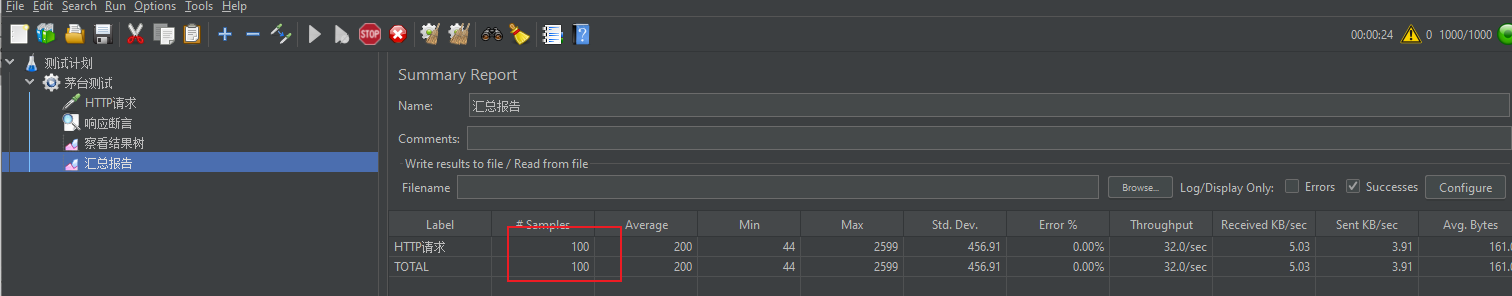 File Edit Search Run Options Tools Help
STOP ? 00:00:24 0 1000/1000
测试计划
茅台测试
HTTP请求
响应断言
察看结果树
汇总报告
Summary Report
Name: 汇总报告
Comments:
Write results to file / Read from file
Filename Browse... Log/Display Only: Errors Successes Configure
Label # Samples Average Min Max Std. Dev. Error % Throughput Received KB/sec Sent KB/sec Avg. Bytes
HTTP请求 100 200 44 2599 456.91 0.00% 32.0/sec 5.03 3.91 161.0
TOTAL 100 200 44 2599 456.91 0.00% 32.0/sec 5.03 3.91 161.0